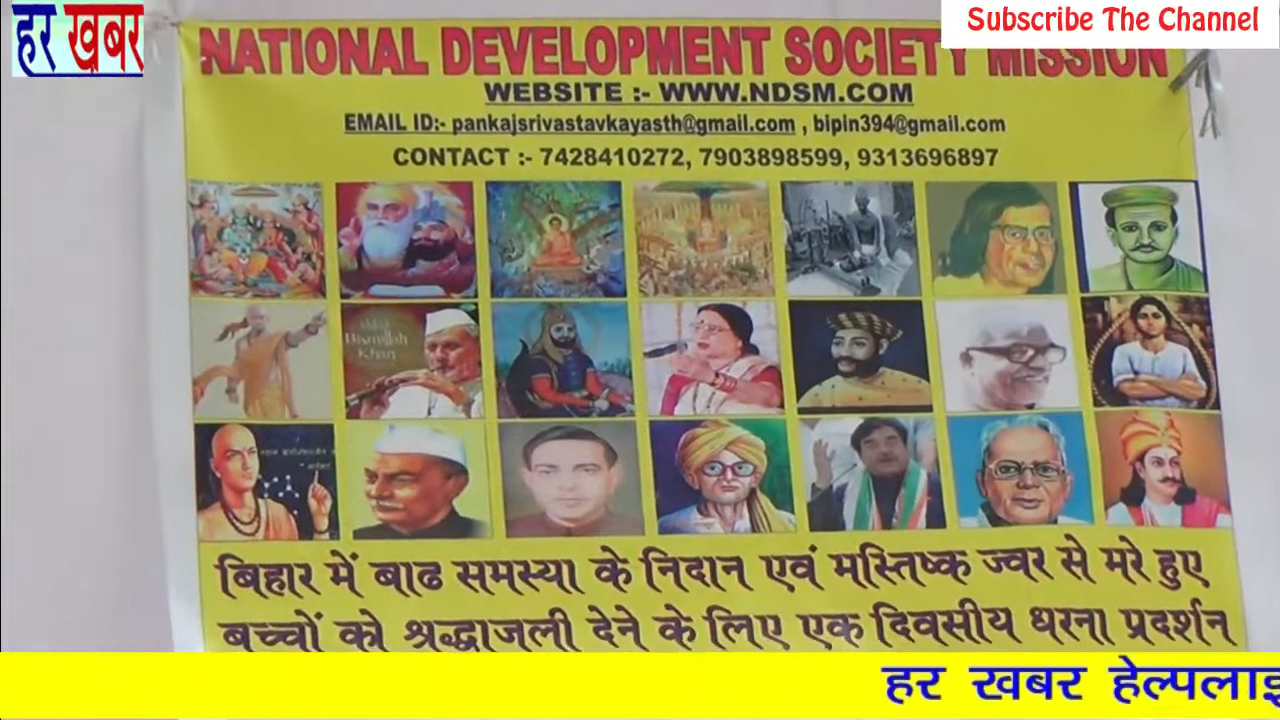 हर खबर
Subscribe The Channel
NATIONAL DEVELOPMENT SOCIETY MISSION
WEBSITE :- WWW.NDSM.COM
EMAIL ID:- pankajsrivastavkayasth@gmail.com , bipin394@gmail.com
CONTACT :- 7428410272, 7903898599, 9313696897
Bismillah
Khan
बिहार में बाढ समस्या के निदान एवं मस्तिष्क ज्वर से मरे हुए
बच्चों को श्रद्धाजली देने के लिए एक दिवसीय धरना प्रदर्शन
हर खबर हेल्पलाइ